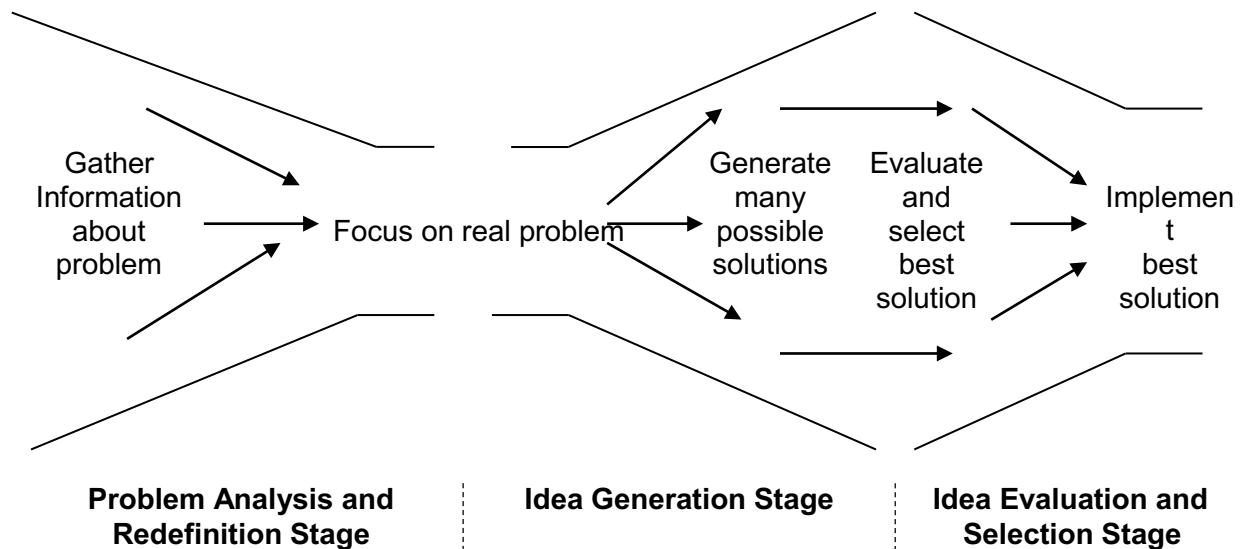 Gather
Information
about
problem
Focus on real problem
Generate
many
possible
solutions
Evaluate
and
select
best
solution
Implemen
t
best
solution
Problem Analysis and
Redefinition Stage
Idea Generation Stage
Idea Evaluation and
Selection Stage